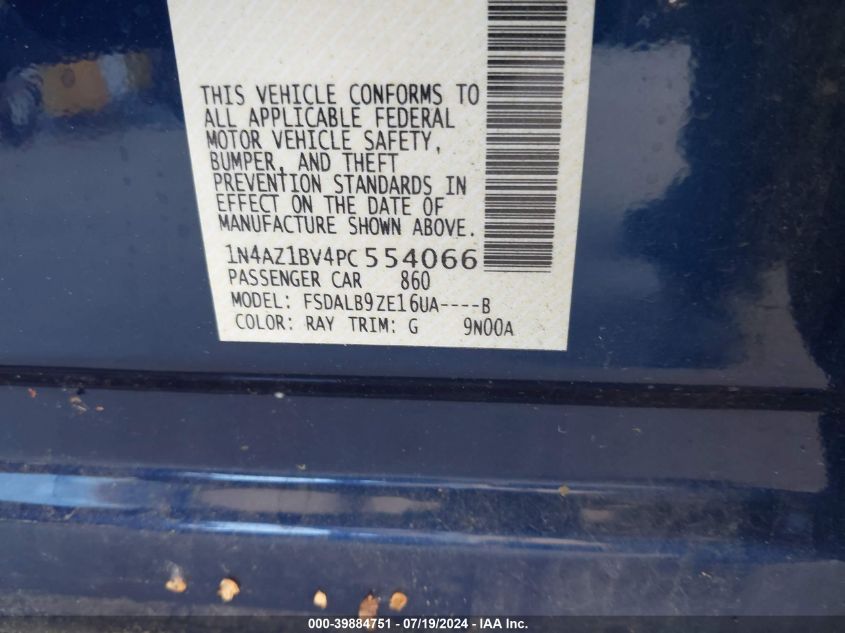 THIS VEHICLE CONFORMS TO
ALL APPLICABLE FEDERAL
MOTOR VEHICLE SAFETY,
BUMPER, AND THEFT
PREVENTION STANDARDS IN
EFFECT ON THE DATE OF
MANUFACTURE SHOWN ABOVE.
1N4AZ1BV4PC554066
PASSENGER CAR 860
MODEL: FSDALB9ZE16UA----B
COLOR: RAY TRIM: G 9N00A
000-39884751 - 07/19/2024 - IAA Inc.